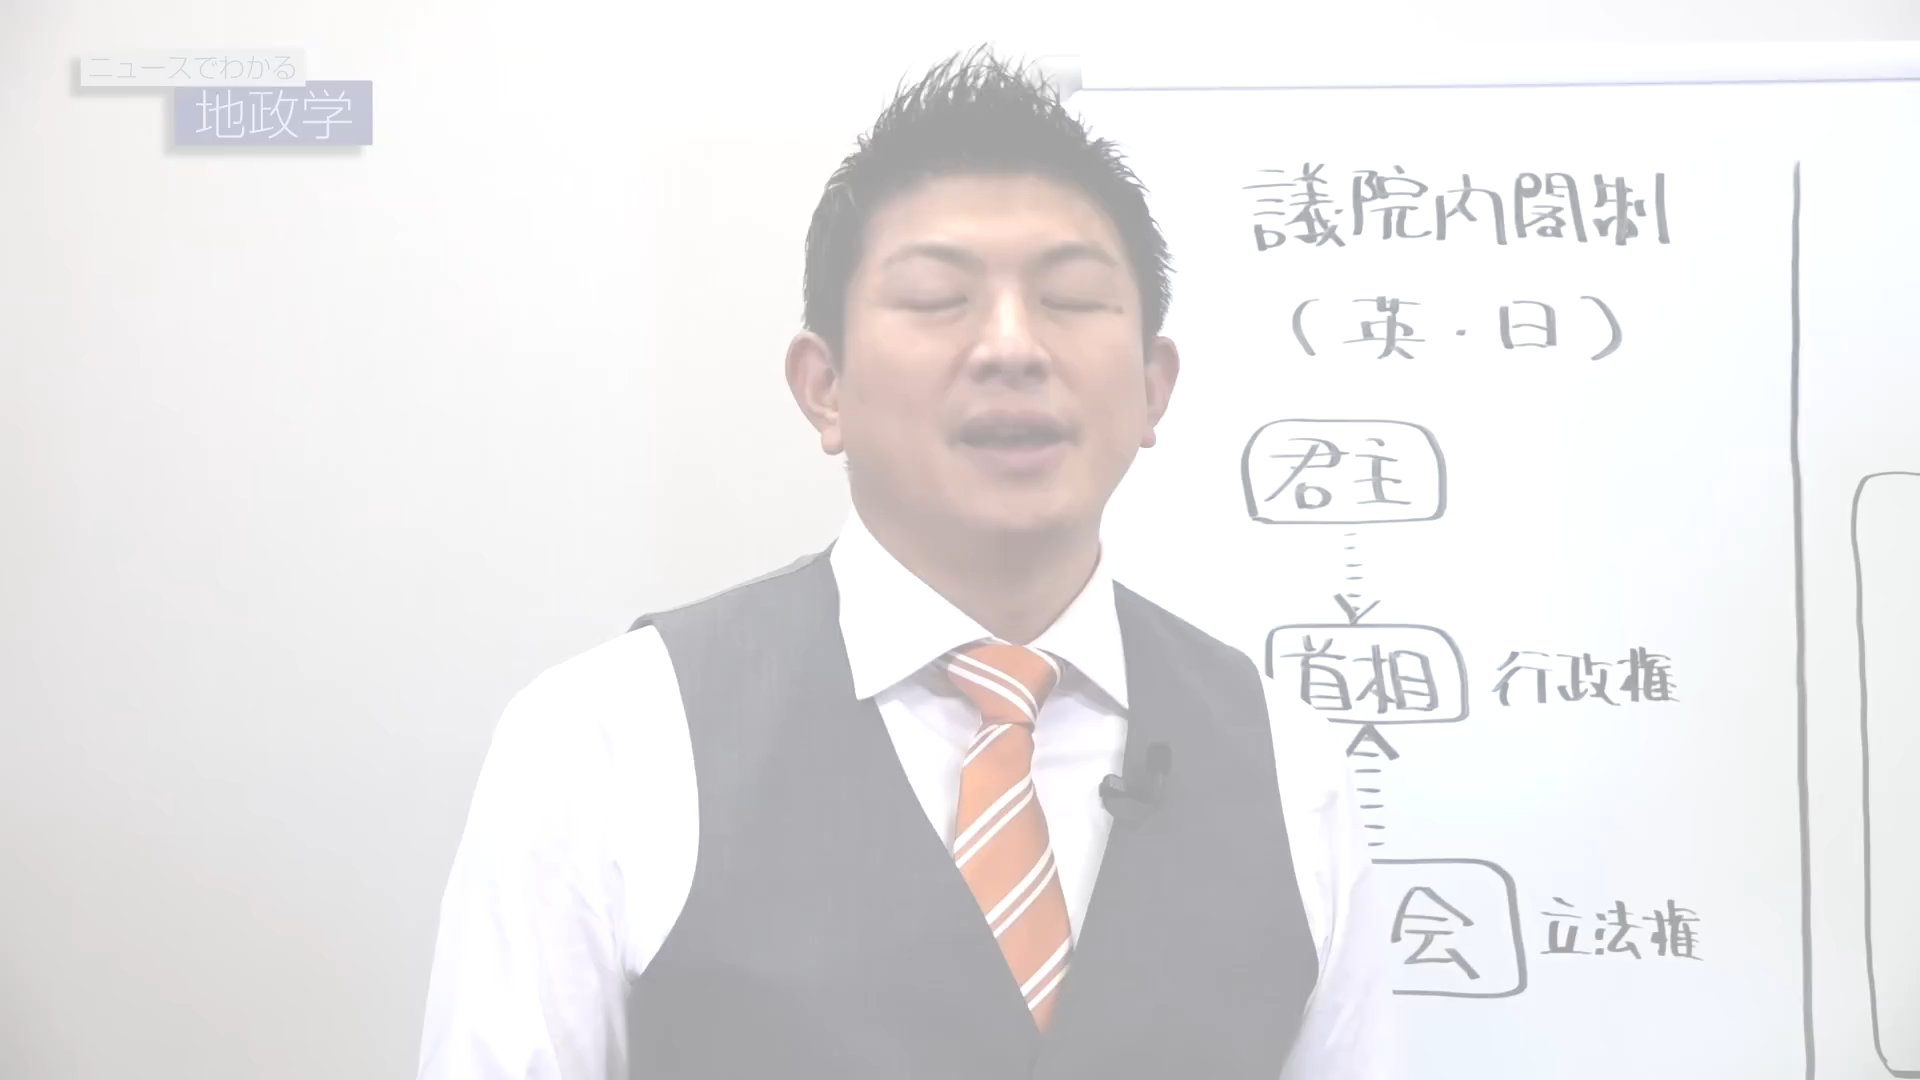 ニュースでわかる
地政学
議院内閣制
(英・日)
君主
首相 行政権
会 立法権